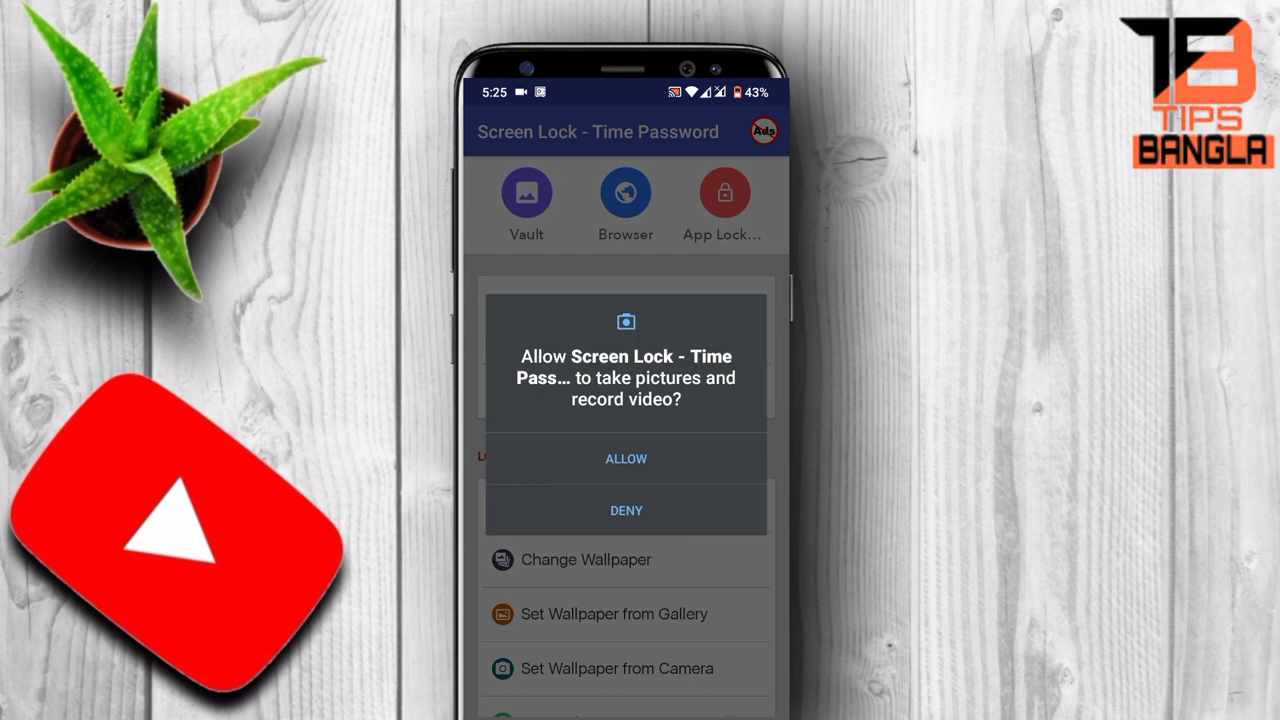 TB
TIPS
BANGLA
5:25
43%
Screen Lock - Time Password
Ads
Vault
Browser
App Lock...
Allow Screen Lock - Time
Pass... to take pictures and
record video?
ALLOW
DENY
Change Wallpaper
Set Wallpaper from Gallery
Set Wallpaper from Camera